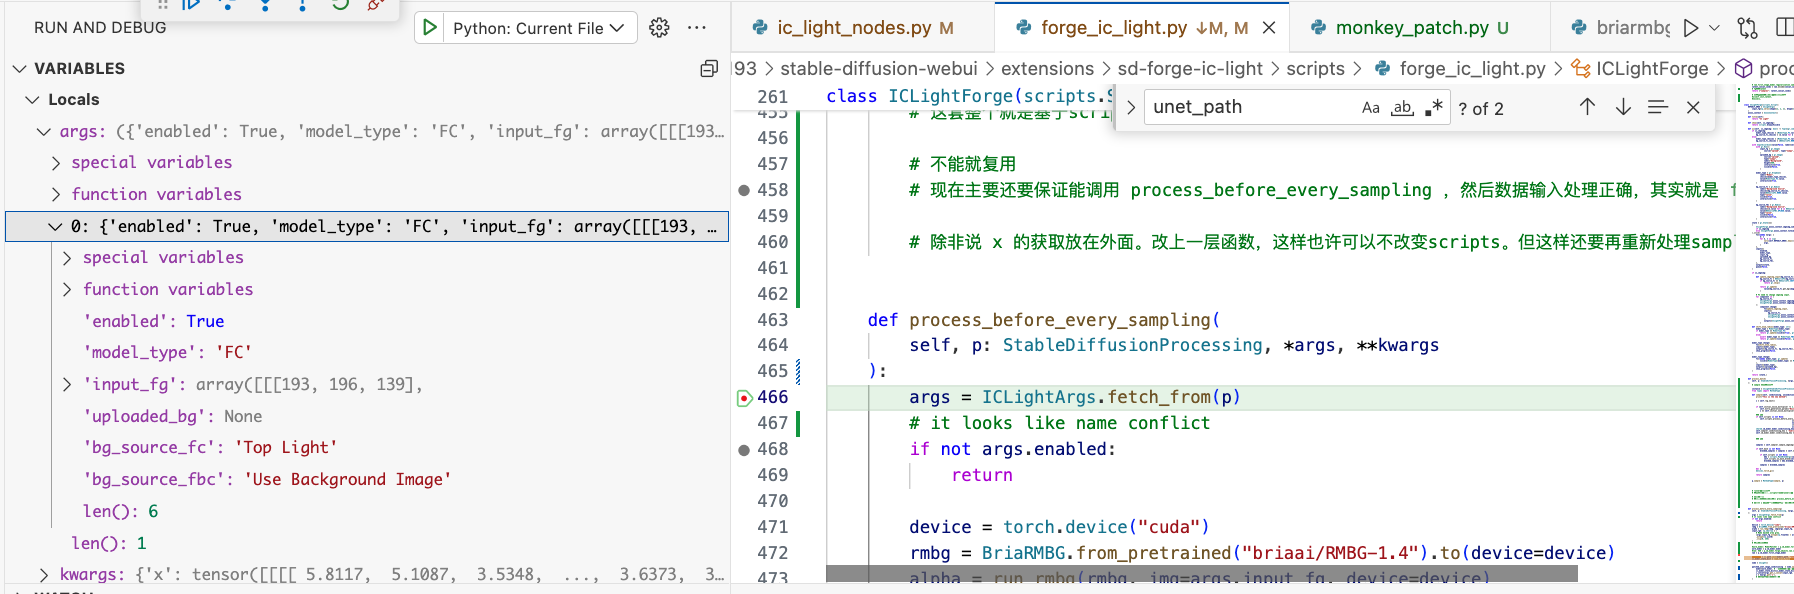 RUN AND DEBUG
Python: Current File
VARIABLES
Locals
args: ({'enabled': True, 'model_type': 'FC', 'input_fg': array([[[193…
special variables
function variables
0: {'enabled': True, 'model_type': 'FC', 'input_fg': array([[[193, …
special variables
function variables
'enabled': True
'model_type': 'FC'
'input_fg': array([[[193, 196, 139],
'uploaded_bg': None
'bg_source_fc': 'Top Light'
'bg_source_fbc': 'Use Background Image'
len(): 6
len(): 1
kwargs: {'x': tensor([[[[ 5.8117, 5.1087, 3.5348, ..., 3.6373, 3…
ic_light_nodes.py M
forge_ic_light.py ↓M, M
monkey_patch.py U
briarmbg
193 > stable-diffusion-webui > extensions > sd-forge-ic-light > scripts > forge_ic_light.py > ICLightForge > proc
unet_path
Aa ab .* ? of 2
261 class ICLightForge(scripts.S
455 # 这套整个就是基于scri
456
457 # 不能就复用
458 # 现在主要还要保证能调用 process_before_every_sampling ，然后数据输入处理正确，其实就是 f
459
460 # 除非说 x 的获取放在外面。改上一层函数，这样也许可以不改变scripts。但这样还要再重新处理samp
461
462
463 def process_before_every_sampling(
464 self, p: StableDiffusionProcessing, *args, **kwargs
465 ):
466 args = ICLightArgs.fetch_from(p)
467 # it looks like name conflict
468 if not args.enabled:
469 return
470
471 device = torch.device("cuda")
472 rmbg = BriaRMBG.from_pretrained("briaai/RMBG-1.4").to(device=device)
473 alpha = run_rmbg(rmbg, img=args.input_fg, device=device)